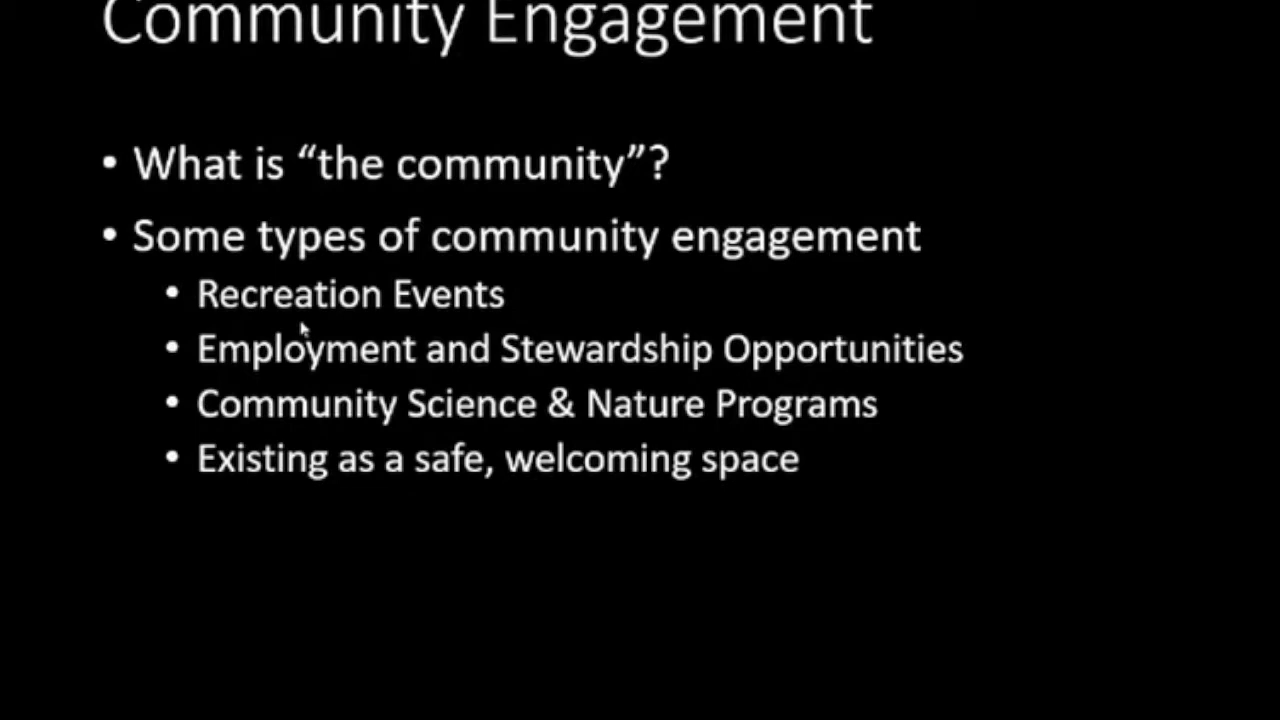 Community Engagement
• What is “the community”?
• Some types of community engagement
• Recreation Events
• Employment and Stewardship Opportunities
• Community Science & Nature Programs
• Existing as a safe, welcoming space